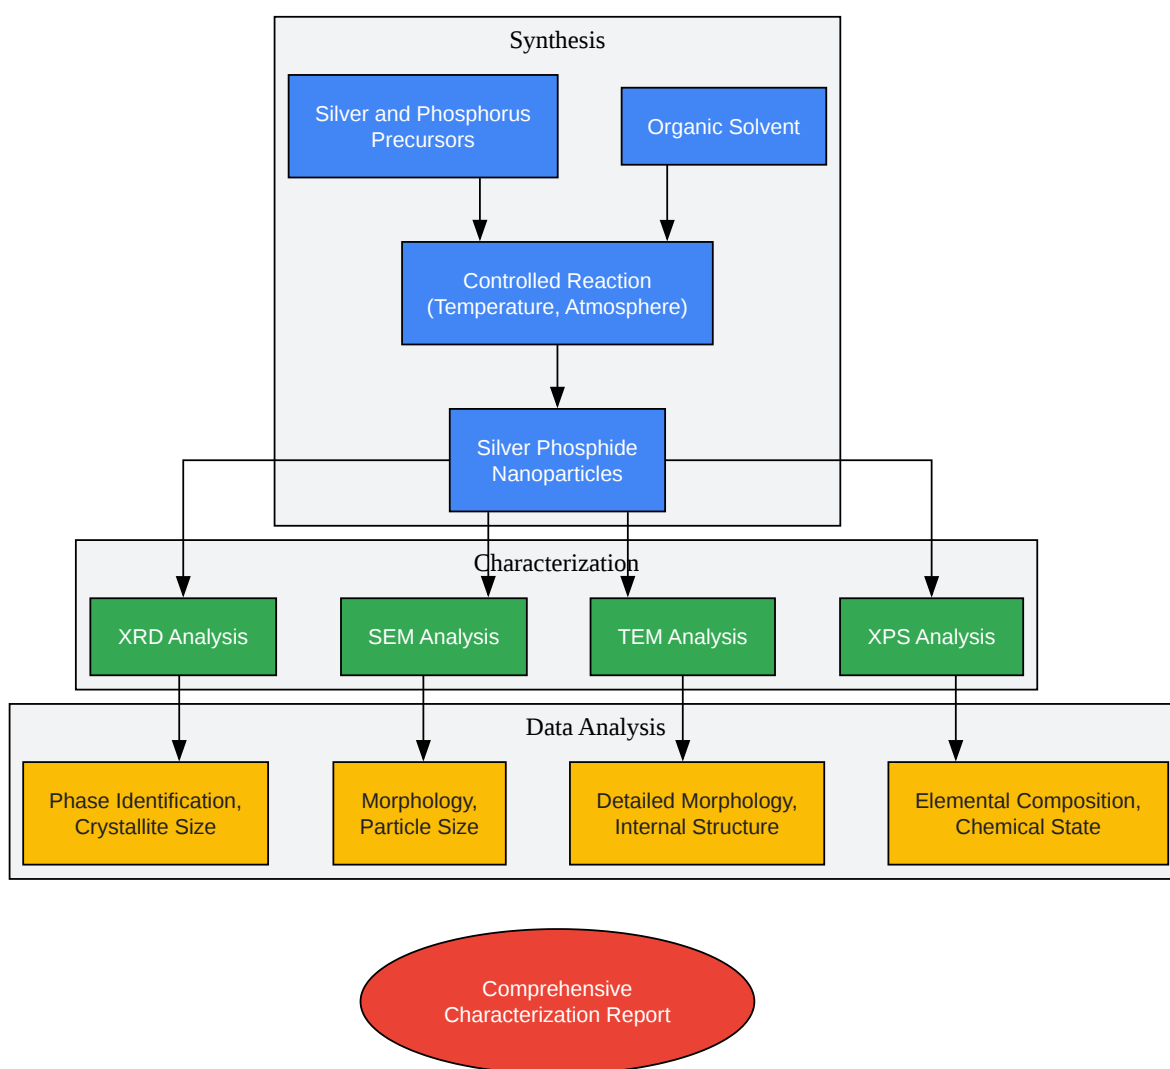 Synthesis
Silver and Phosphorus
Precursors
Organic Solvent
Controlled Reaction
(Temperature, Atmosphere)
Silver Phosphide
Nanoparticles
Characterization
XRD Analysis
SEM Analysis
TEM Analysis
XPS Analysis
Data Analysis
Phase Identification,
Crystallite Size
Morphology,
Particle Size
Detailed Morphology,
Internal Structure
Elemental Composition,
Chemical State
Comprehensive
Characterization Report